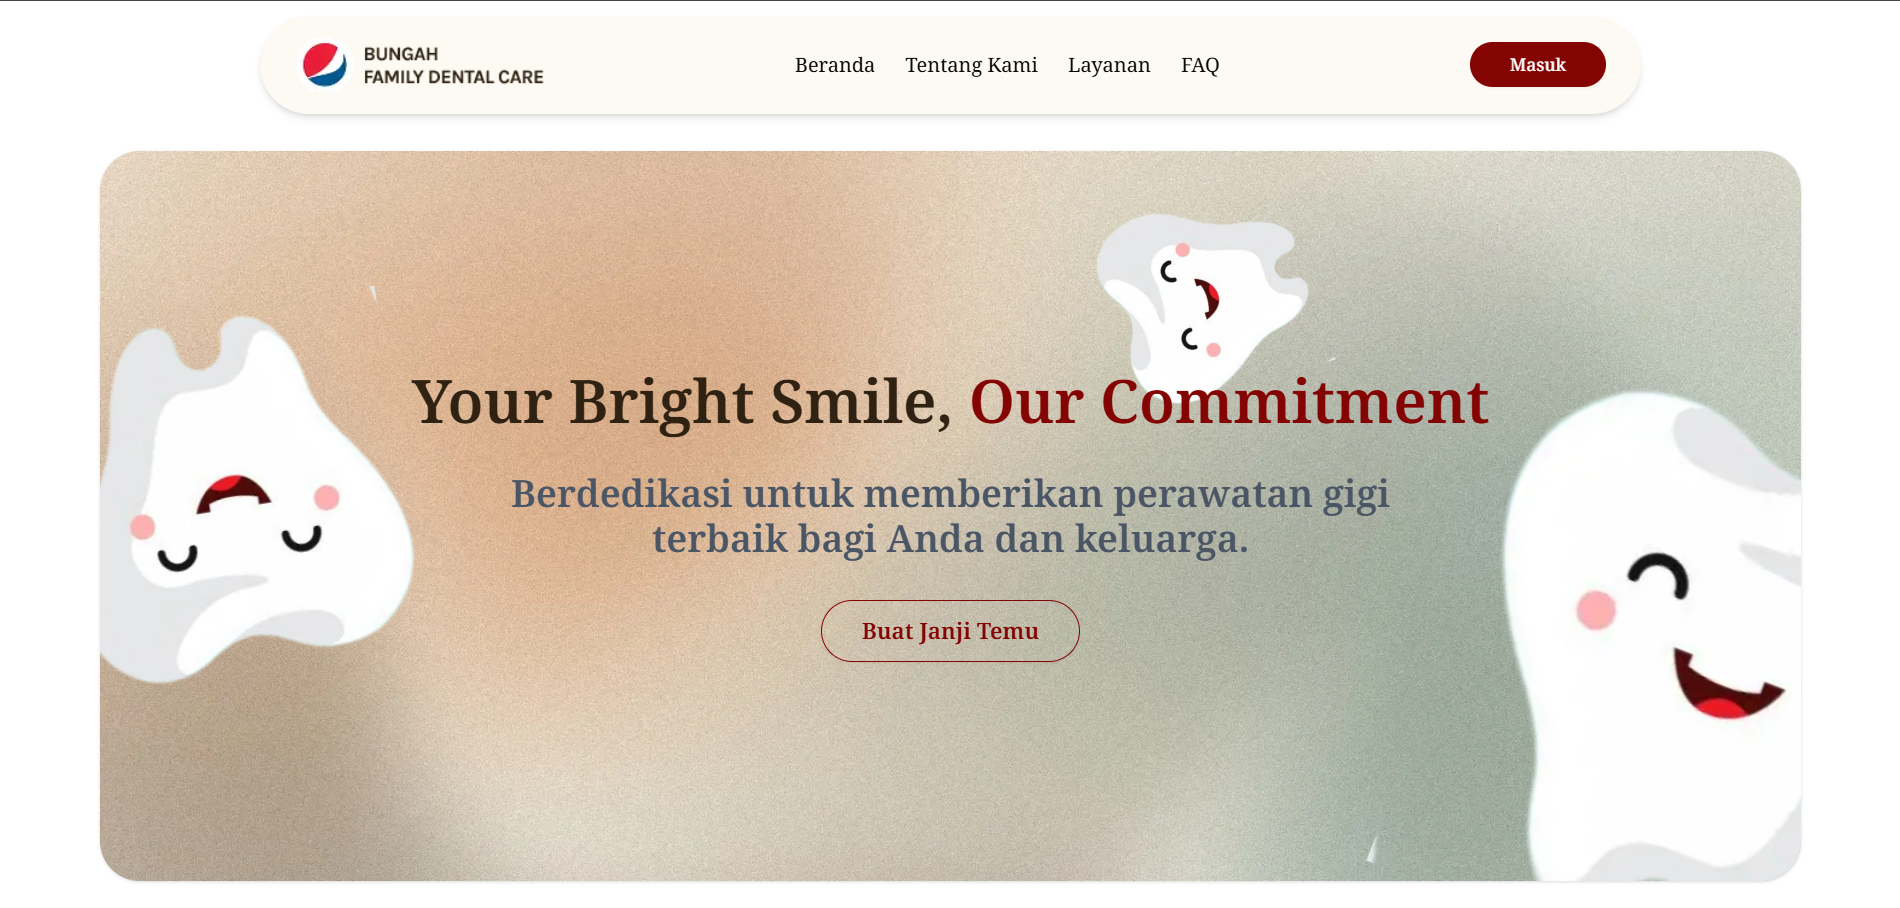 BUNGAH
FAMILY DENTAL CARE
Beranda Tentang Kami Layanan FAQ
Masuk
Your Bright Smile, Our Commitment
Berdedikasi untuk memberikan perawatan gigi
terbaik bagi Anda dan keluarga.
Buat Janji Temu